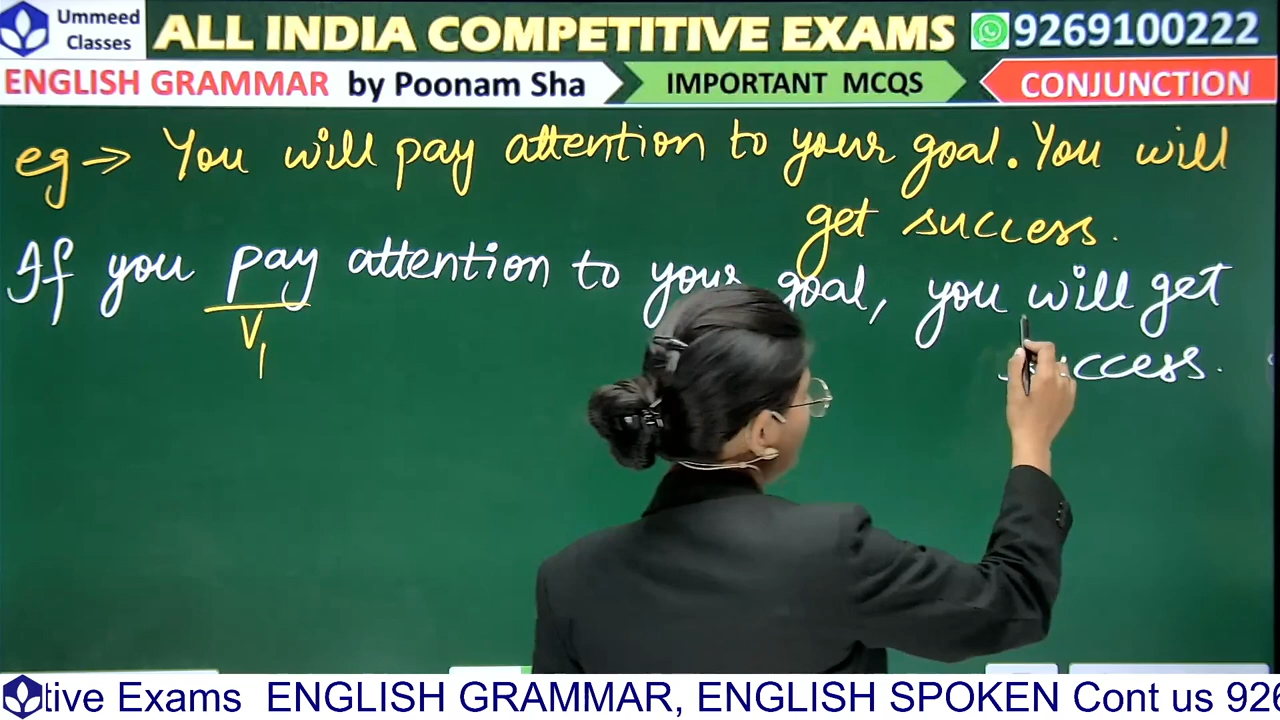 Ummeed
Classes
ALL INDIA COMPETITIVE EXAMS
9269100222
ENGLISH GRAMMAR by Poonam Sha
IMPORTANT MCQS
CONJUNCTION
eg → You will pay attention to your goal. You will
get success.
If you pay attention to your goal, you will get
success.
V1
tive Exams ENGLISH GRAMMAR, ENGLISH SPOKEN Cont us 926